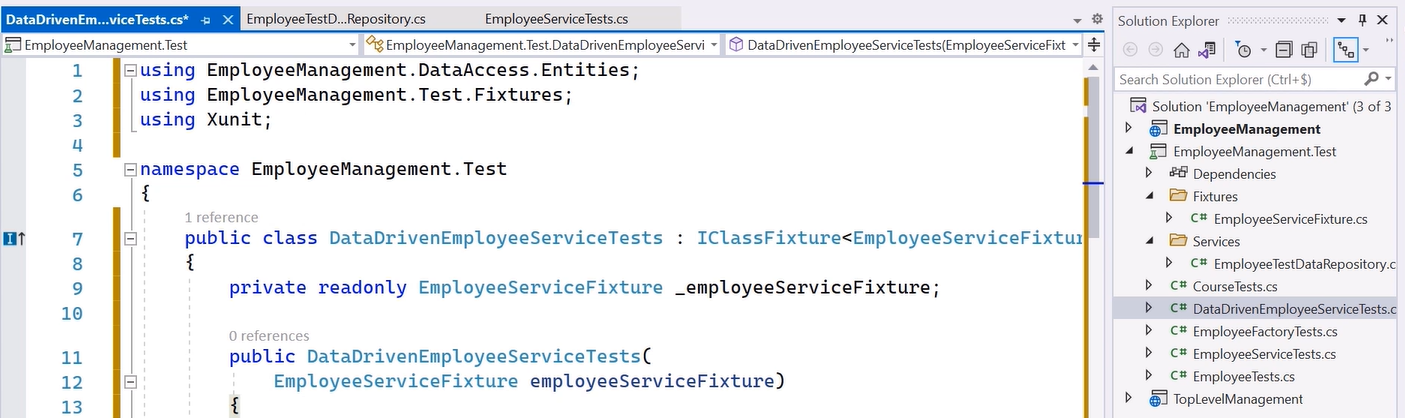 DataDrivenEm...viceTests.cs*
EmployeeTestD...Repository.cs
EmployeeServiceTests.cs
EmployeeManagement.Test
EmployeeManagement.Test.DataDrivenEmployeeServi
DataDrivenEmployeeServiceTests(EmployeeServiceFixt
1 using EmployeeManagement.DataAccess.Entities;
2 using EmployeeManagement.Test.Fixtures;
3 using Xunit;
4
5 namespace EmployeeManagement.Test
6 {
1 reference
7 public class DataDrivenEmployeeServiceTests : IClassFixture<EmployeeServiceFixtur
8 {
9 private readonly EmployeeServiceFixture _employeeServiceFixture;
10
0 references
11 public DataDrivenEmployeeServiceTests(
12 EmployeeServiceFixture employeeServiceFixture)
13 {
Solution Explorer
Search Solution Explorer (Ctrl+$)
Solution 'EmployeeManagement' (3 of 3
EmployeeManagement
EmployeeManagement.Test
Dependencies
Fixtures
C# EmployeeServiceFixture.cs
Services
C# EmployeeTestDataRepository.c
C# CourseTests.cs
C# DataDrivenEmployeeServiceTests.c
C# EmployeeFactoryTests.cs
C# EmployeeServiceTests.cs
C# EmployeeTests.cs
TopLevelManagement